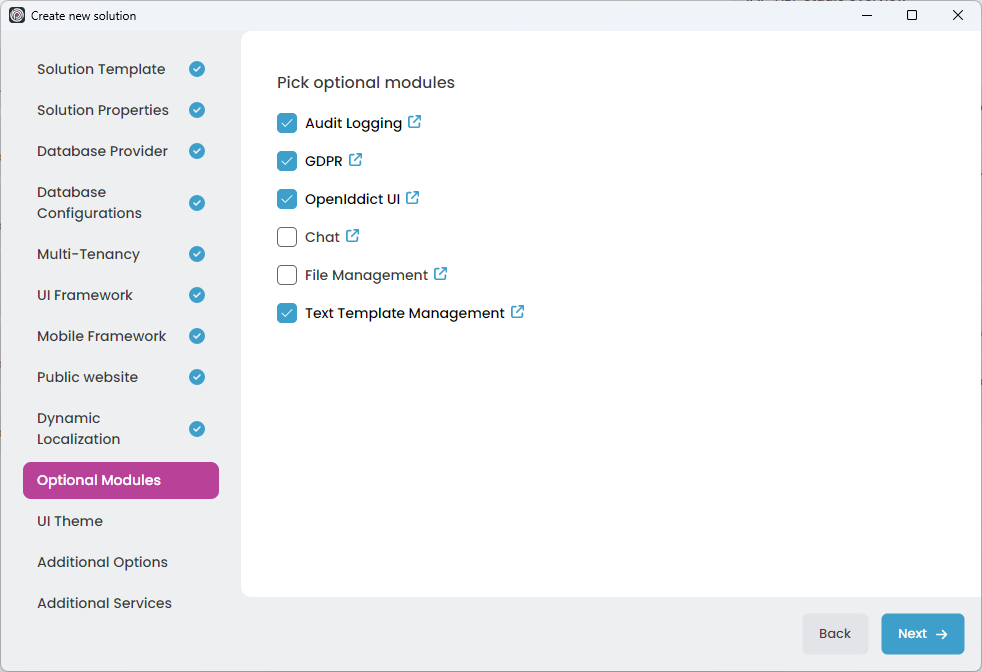 Create new solution
Solution Template
Solution Properties
Database Provider
Database
Configurations
Multi-Tenancy
UI Framework
Mobile Framework
Public website
Dynamic
Localization
Optional Modules
UI Theme
Additional Options
Additional Services
Pick optional modules
Audit Logging
GDPR
OpenIddict UI
Chat
File Management
Text Template Management
Back
Next